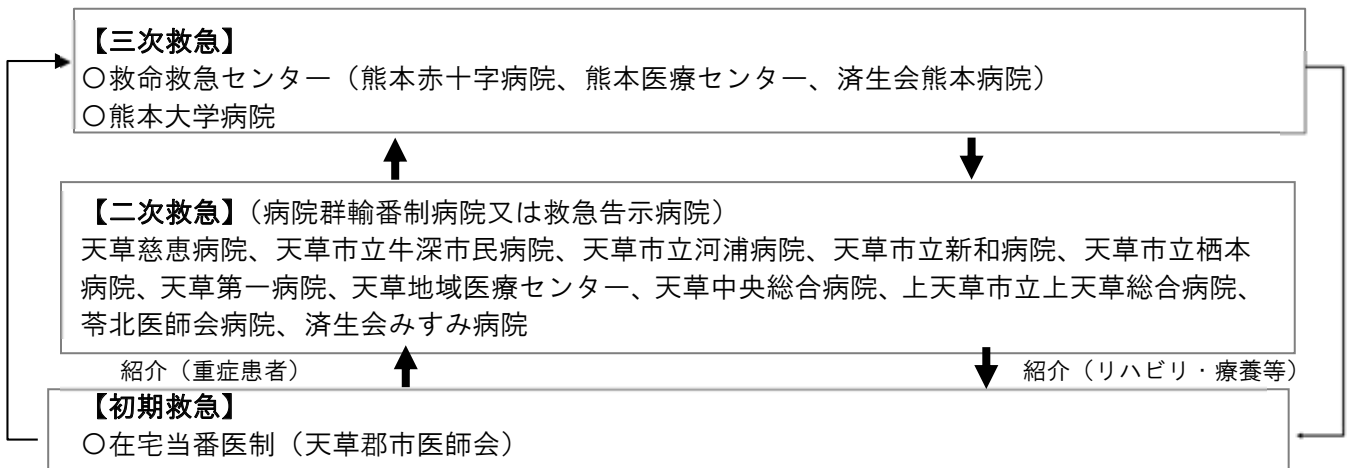 【三次救急】
○救命救急センター（熊本赤十字病院、熊本医療センター、済生会熊本病院）
○熊本大学病院
【二次救急】（病院群輪番制病院又は救急告示病院）
天草慈恵病院、天草市立牛深市民病院、天草市立河浦病院、天草市立新和病院、天草市立栖本
病院、天草第一病院、天草地域医療センター、天草中央総合病院、上天草市立上天草総合病院、
苓北医師会病院、済生会みすみ病院
紹介（重症患者）
紹介（リハビリ・療養等）
【初期救急】
○在宅当番医制（天草郡市医師会）